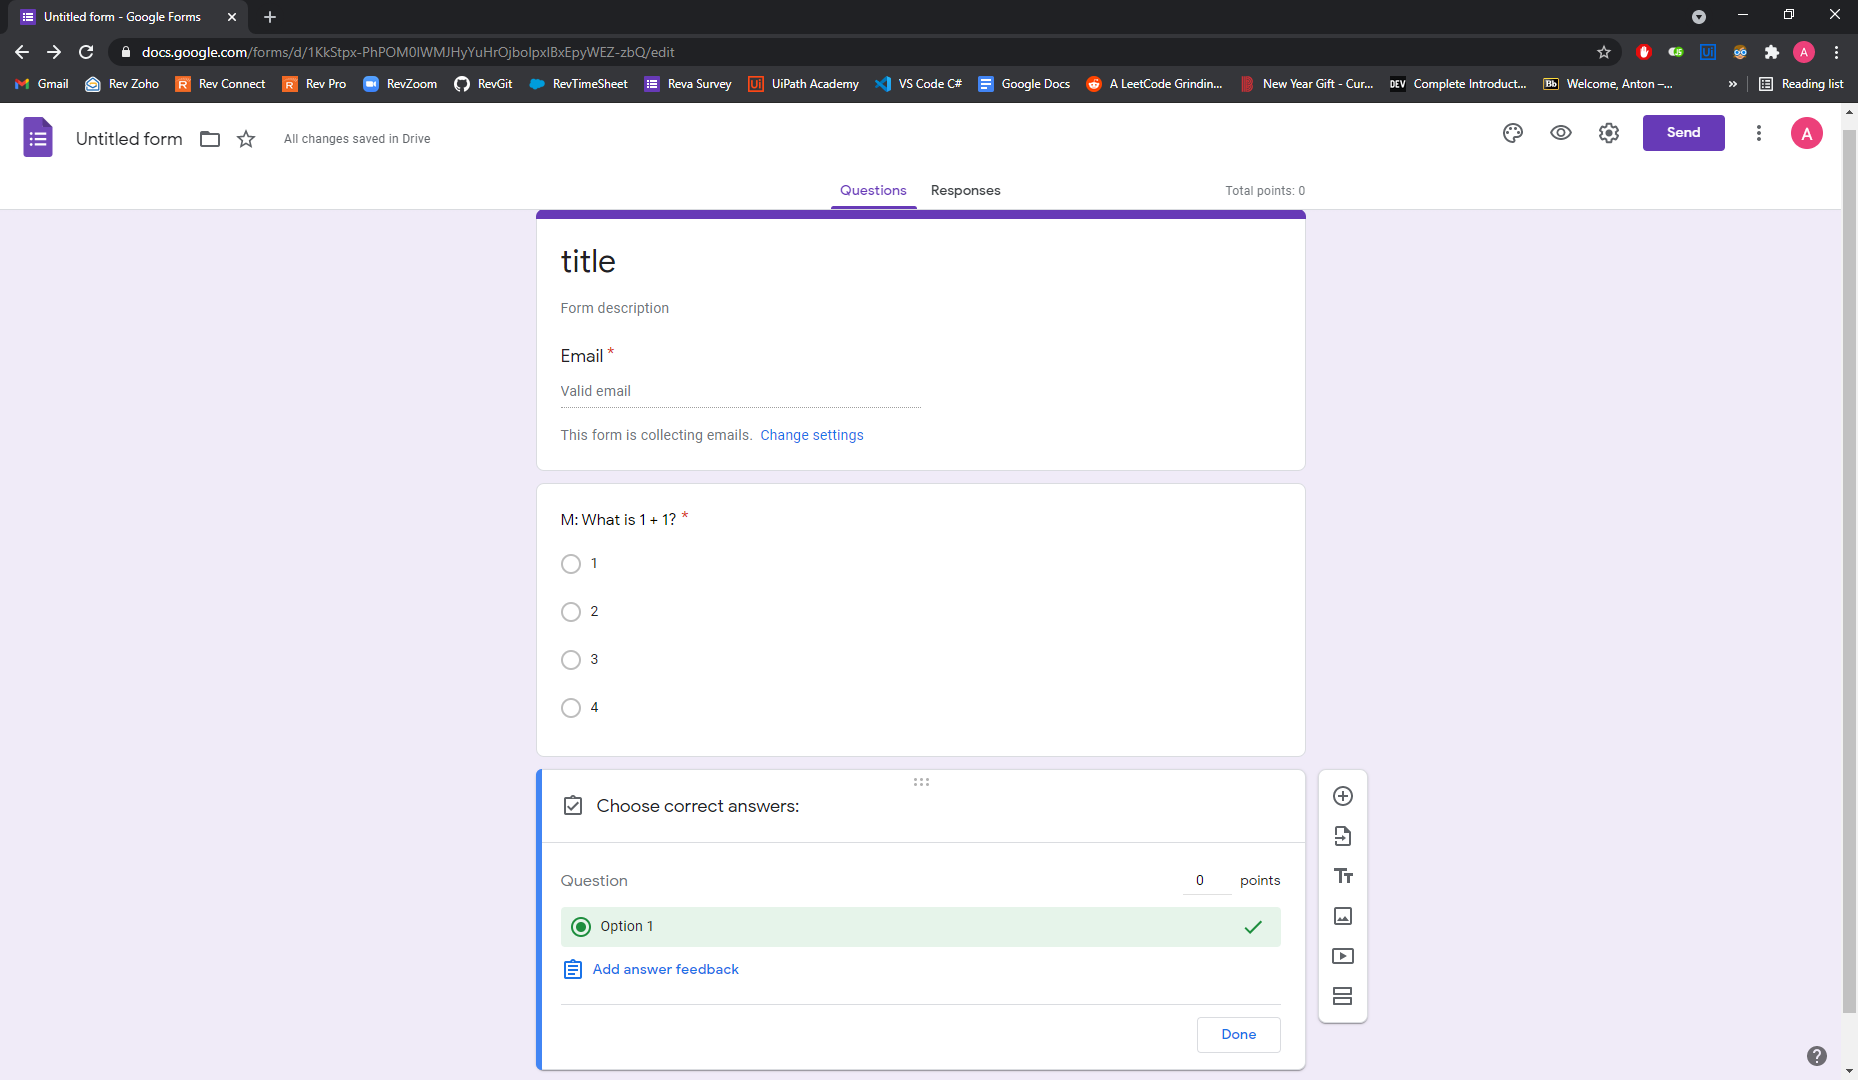 Untitled form - Google Forms
docs.google.com/forms/d/1KkStpx-PhPOM0lWMJHyYuHrOjbolpxlBxEpyWEZ-zbQ/edit
Gmail Rev Zoho Rev Connect Rev Pro RevZoom RevGit RevTimeSheet Reva Survey UiPath Academy VS Code C# Google Docs A LeetCode Grindin... New Year Gift - Cur... DEV Complete Introduct... Bb Welcome, Anton –... » Reading list
Untitled form All changes saved in Drive Send A
Questions Responses Total points: 0
title
Form description
Email *
Valid email
This form is collecting emails. Change settings
M: What is 1 + 1? *
1
2
3
4
Choose correct answers:
Question 0 points
Option 1
Add answer feedback
Done